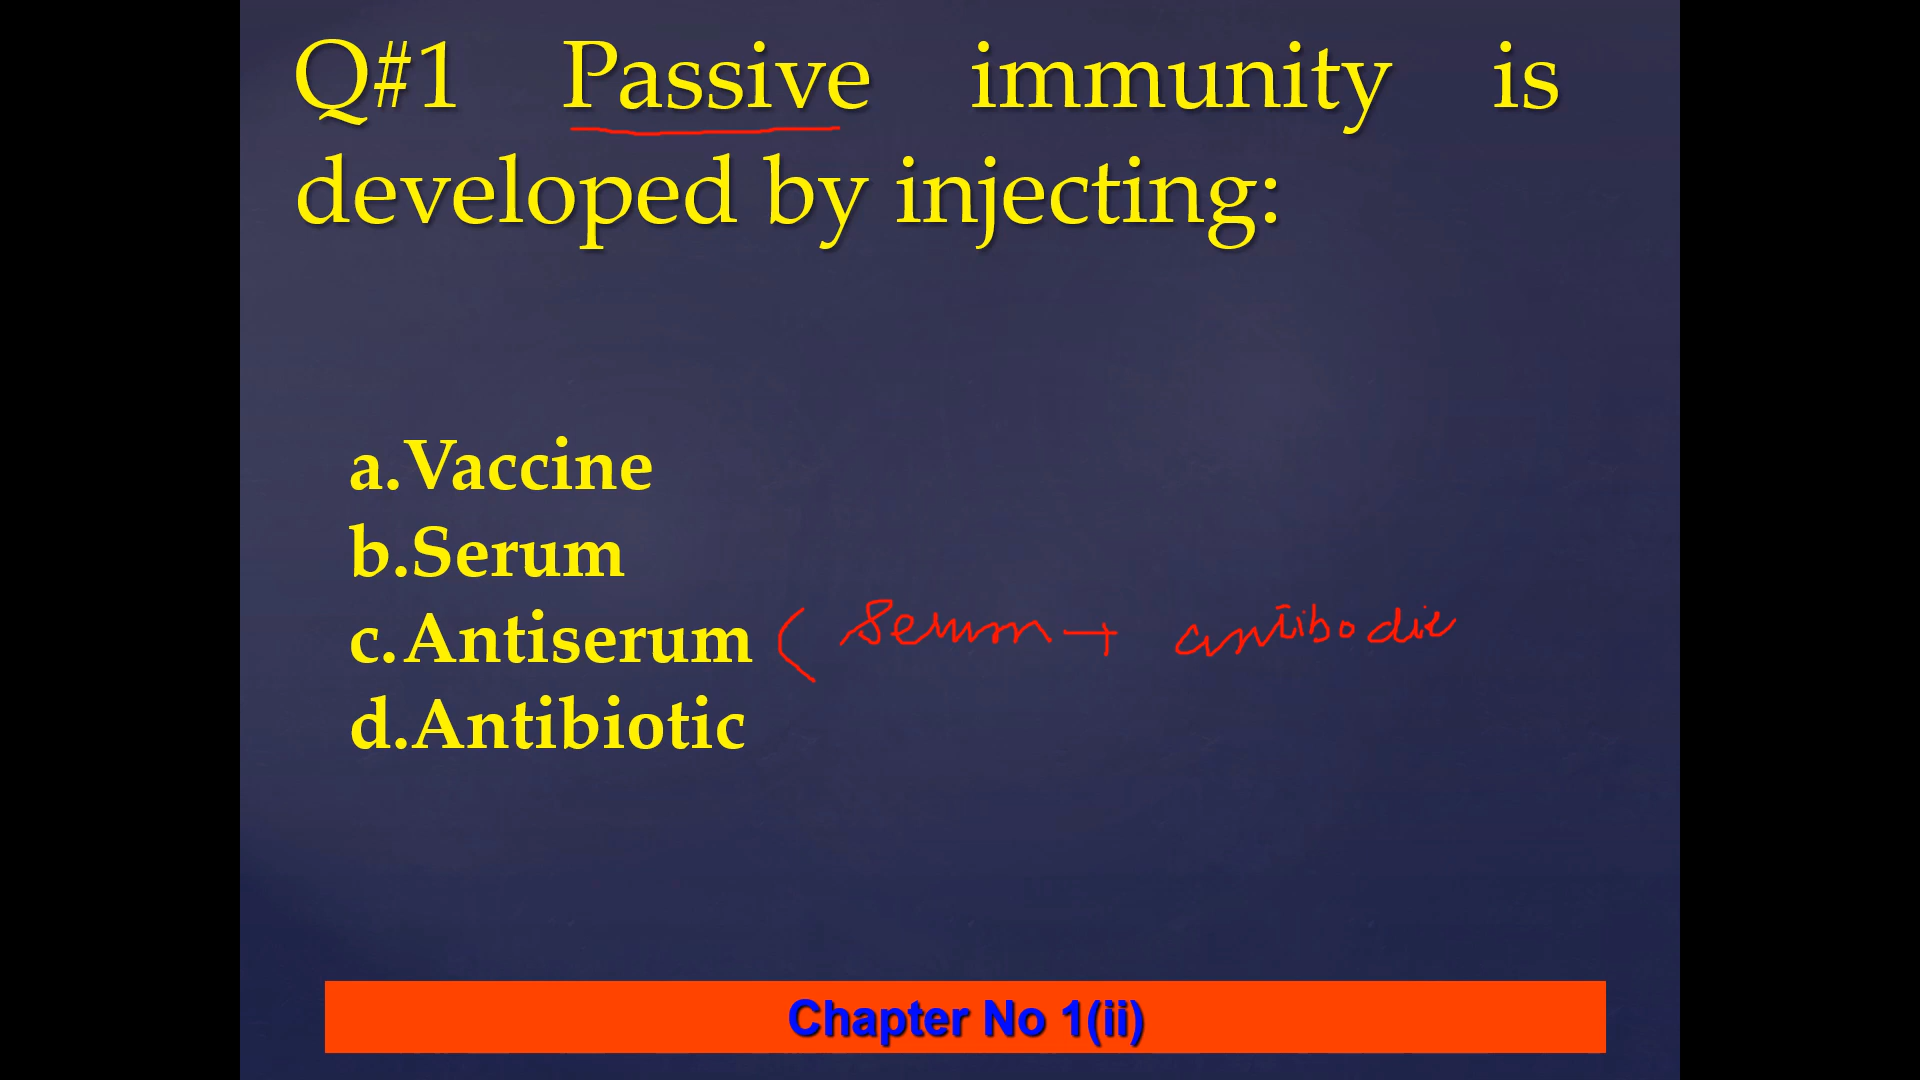 Q#1 Passive immunity is
developed by injecting:
a.Vaccine
b.Serum
c.Antiserum ( Serum + antibodie
d.Antibiotic
Chapter No 1(ii)